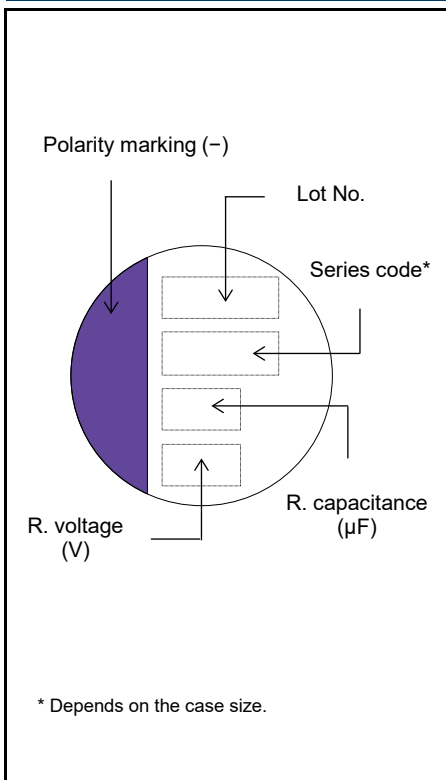 Polarity marking (−)
Lot No.
Series code*
R. capacitance
(μF)
R. voltage
(V)
* Depends on the case size.